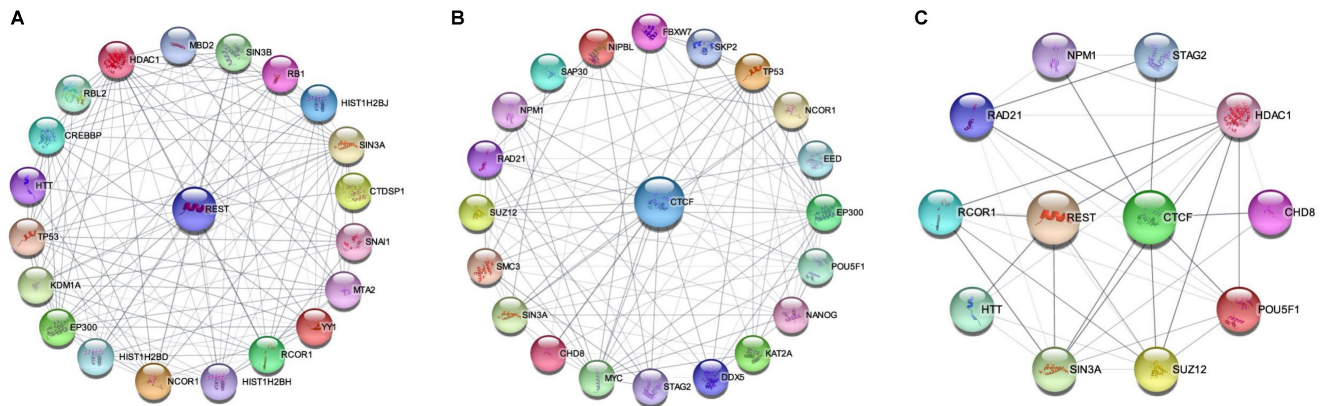 A
MBD2
SIN3B
HDAC1
RB1
RBL2
HIST1H2BJ
CREBBP
SIN3A
HTT
CTDSP1
REST
TP53
SNAI1
KDM1A
MTA2
EP300
YY1
HIST1H2BD
RCOR1
NCOR1
HIST1H2BH
B
FBXW7
NIPBL
SKP2
SAP30
TP53
NPM1
NCOR1
RAD21
EED
CTCF
SUZ12
EP300
SMC3
POU5F1
SIN3A
NANOG
CHD8
KAT2A
MYC
DDX5
STAG2
C
NPM1
STAG2
RAD21
HDAC1
RCOR1
REST
CTCF
CHD8
HTT
POU5F1
SIN3A
SUZ12